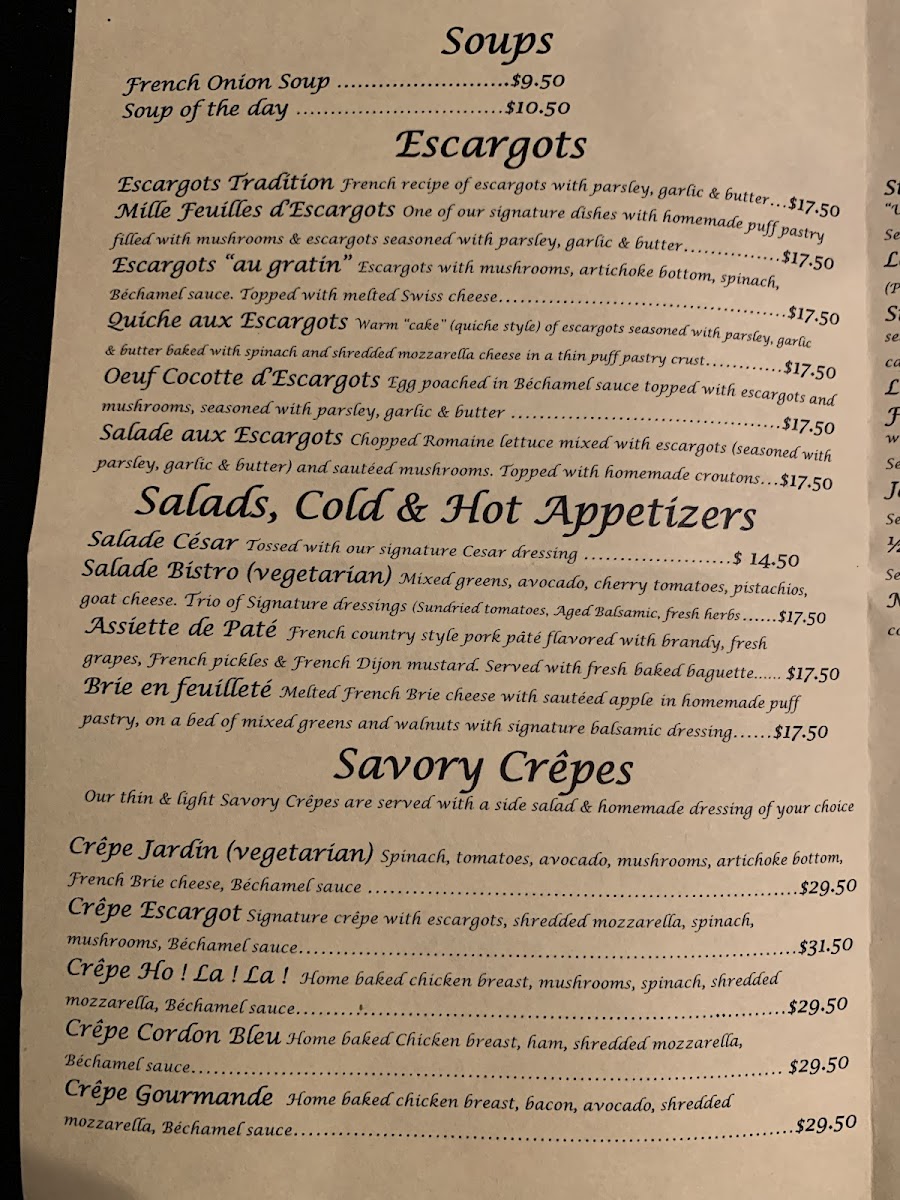 Soups
French Onion Soup ..........................$9.50
Soup of the day ...............................$10.50
Escargots
Escargots Tradition French recipe of escargots with parsley, garlic & butter...$17.50
Mille Feuilles d'Escargots One of our signature dishes with homemade puff pastry
filled with mushrooms & escargots seasoned with parsley, garlic & butter...............$17.50
Escargots "au gratin" Escargots with mushrooms, artichoke bottom, spinach,
Béchamel sauce. Topped with melted Swiss cheese.............................................$17.50
Quiche aux Escargots Warm "cake" (quiche style) of escargots seasoned with parsley, garlic
& butter baked with spinach and shredded mozzarella cheese in a thin puff pastry crust............$17.50
Oeuf Cocotte d'Escargots Egg poached in Béchamel sauce topped with escargots and
mushrooms, seasoned with parsley, garlic & butter .........................................$17.50
Salade aux Escargots Chopped Romaine lettuce mixed with escargots (seasoned with
parsley, garlic & butter) and sautéed mushrooms. Topped with homemade croutons...$17.50
Salads, Cold & Hot Appetizers
Salade César Tossed with our signature Cesar dressing ......................$ 14.50
Salade Bistro (vegetarian) Mixed greens, avocado, cherry tomatoes, pistachios,
goat cheese. Trio of Signature dressings (Sundried tomatoes, Aged Balsamic, fresh herbs ......$17.50
Assiette de Paté French country style pork pâté flavored with brandy, fresh
grapes, French pickles & French Dijon mustard. Served with fresh baked baguette...... $17.50
Brie en feuilleté Melted French Brie cheese with sautéed apple in homemade puff
pastry, on a bed of mixed greens and walnuts with signature balsamic dressing......$17.50
Savory Crêpes
Our thin & light Savory Crêpes are served with a side salad & homemade dressing of your choice
Crêpe Jardin (vegetarian) Spinach, tomatoes, avocado, mushrooms, artichoke bottom,
French Brie cheese, Béchamel sauce ..................................................................$29.50
Crêpe Escargot Signature crêpe with escargots, shredded mozzarella, spinach,
mushrooms, Béchamel sauce............................................................................$31.50
Crêpe Ho ! La ! La ! Home baked chicken breast, mushrooms, spinach, shredded
mozzarella, Béchamel sauce...........................................................................$29.50
Crêpe Cordon Bleu Home baked Chicken breast, ham, shredded mozzarella,
Béchamel sauce.......................................................................................... $29.50
Crêpe Gourmande Home baked chicken breast, bacon, avocado, shredded
mozzarella, Béchamel sauce............................................................................$29.50